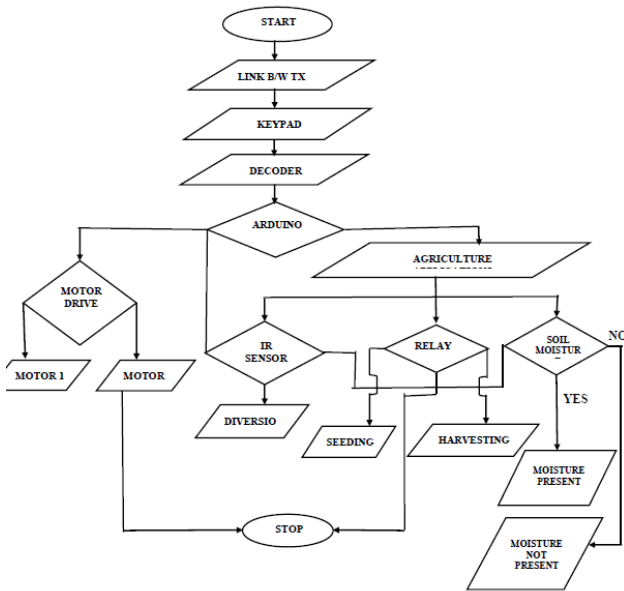 START
LINK B/W TX
KEYPAD
DECODER
ARDUINO
AGRICULTURE
MOTOR
DRIVE
IR
SENSOR
RELAY
SOIL
MOISTUR
NO
MOTOR 1
MOTOR
YES
DIVERSIO
SEEDING
HARVESTING
MOISTURE
PRESENT
STOP
MOISTURE
NOT
PRESENT